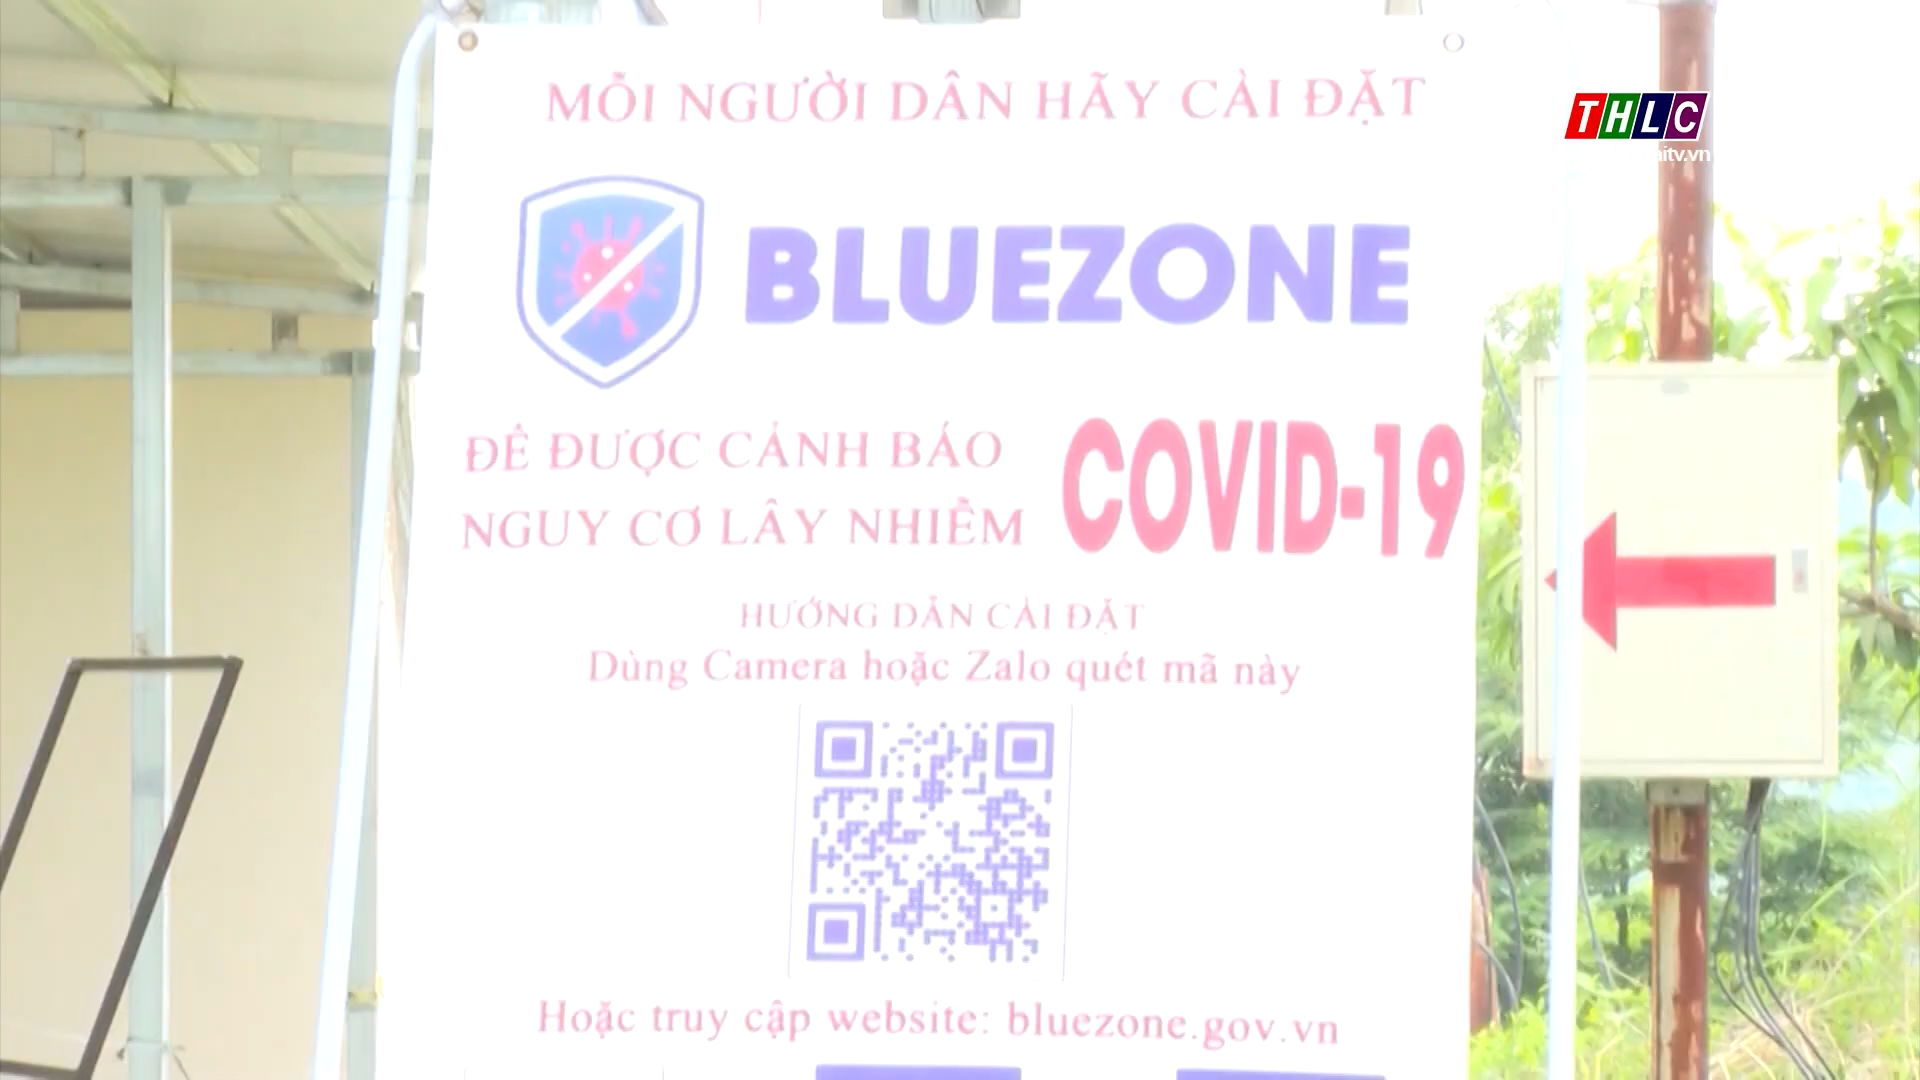 MỖI NGƯỜI DÂN HÃY CÀI ĐẶT
BLUEZONE
ĐỂ ĐƯỢC CẢNH BÁO
NGUY CƠ LÂY NHIỄM
COVID-19
HƯỚNG DẪN CÀI ĐẶT
Dùng Camera hoặc Zalo quét mã này
Hoặc truy cập website: bluezone.gov.vn
THLC